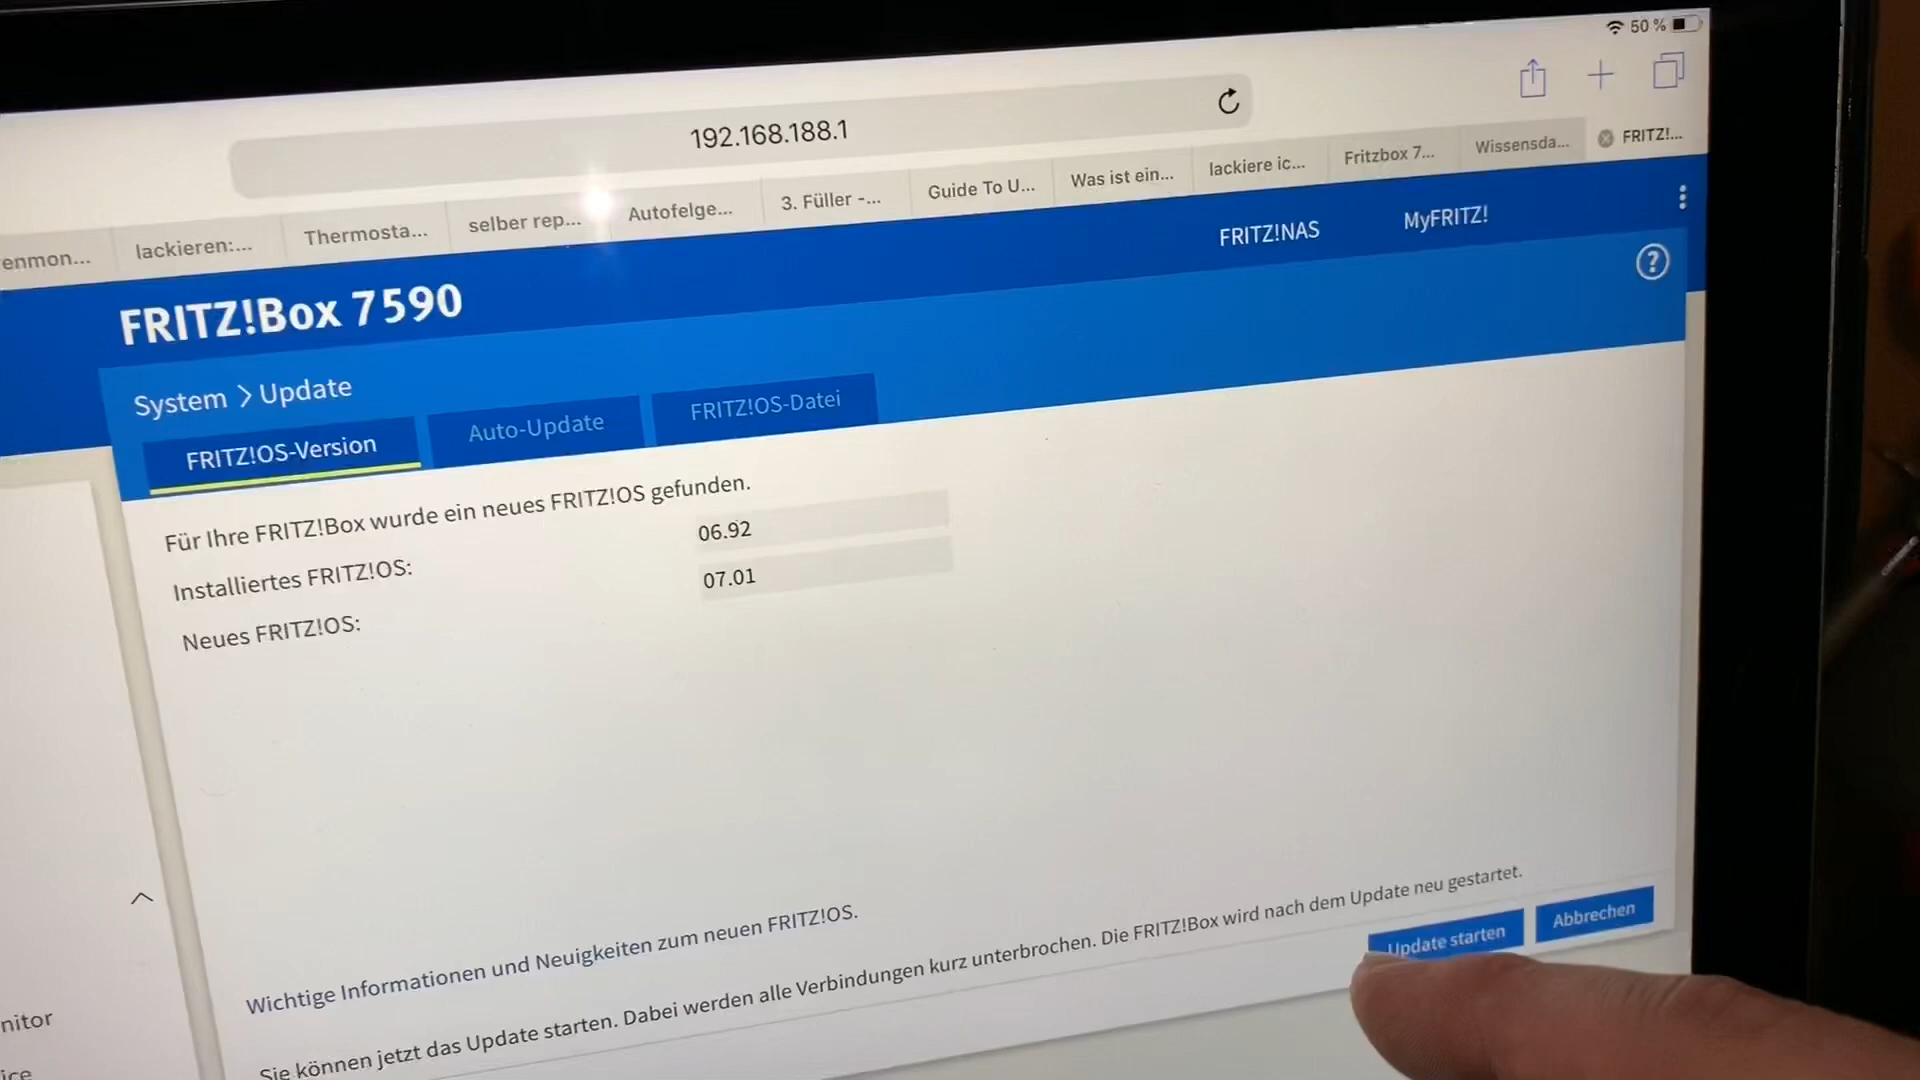 50 %
192.168.188.1
enmon...
lackieren:...
Thermosta...
selber rep...
Autofelge...
3. Füller -...
Guide To U...
Was ist ein...
lackiere ic...
Fritzbox 7...
Wissensda...
FRITZ!...
FRITZ!Box 7590
FRITZ!NAS
MyFRITZ!
?
System > Update
FRITZ!OS-Version
Auto-Update
FRITZ!OS-Datei
Für Ihre FRITZ!Box wurde ein neues FRITZ!OS gefunden.
Installiertes FRITZ!OS:
06.92
Neues FRITZ!OS:
07.01
Wichtige Informationen und Neuigkeiten zum neuen FRITZ!OS.
Sie können jetzt das Update starten. Dabei werden alle Verbindungen kurz unterbrochen. Die FRITZ!Box wird nach dem Update neu gestartet.
Update starten
Abbrechen
nitor
ice